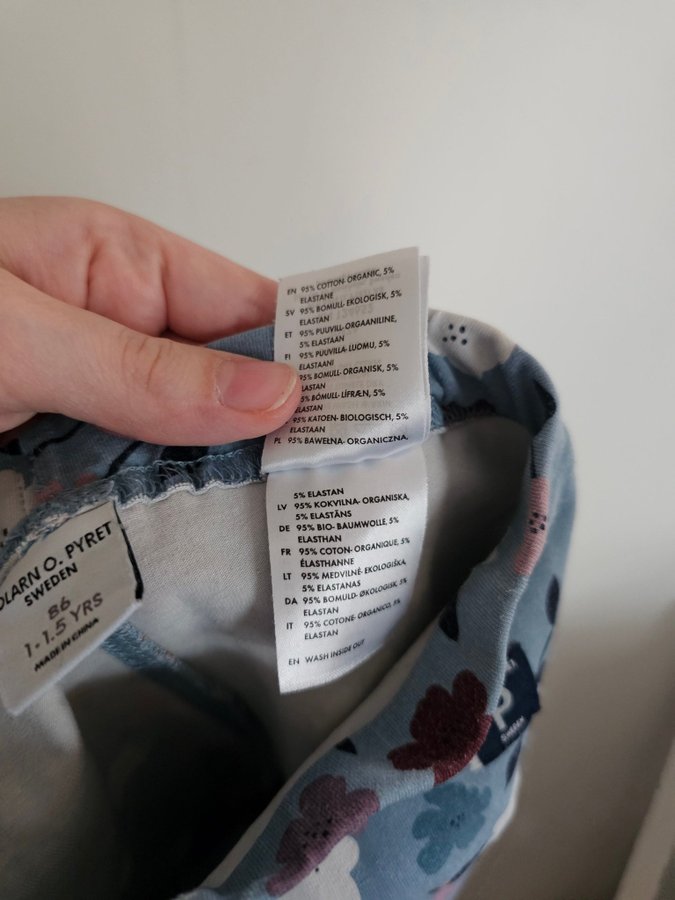 EN 95% COTTON- ORGANIC, 5%
ELASTANE
SV 95% BOMULL- EKOLOGISK, 5%
ELASTAN
ET 95% PUUVILL- ORGAANILINE,
5% ELASTAAN
FI 95% PUUVILLA- LUOMU, 5%
ELASTAANI
95% BOMULL- ORGANISK, 5%
LASTAN
5% BÓMULL- LÍFRÆN, 5%
ELASTAN
95% KATOEN- BIOLOGISCH, 5%
ELASTAAN
PL 95% BAWEŁNA- ORGANICZNA,
5% ELASTAN
LV 95% KOKVILNA- ORGANISKA,
5% ELASTĀNS
DE 95% BIO- BAUMWOLLE, 5%
ELASTHAN
FR 95% COTON- ORGANIQUE, 5%
ÉLASTHANNE
LT 95% MEDVILNĖ- EKOLOGIŠKA,
5% ELASTANAS
DA 95% BOMULD- ØKOLOGISK, 5%
ELASTAN
IT 95% COTONE- ORGANICO, 5%
ELASTAN
EN WASH INSIDE OUT
OLARN O. PYRET
SWEDEN
86
1-1.5 YRS
MADE IN CHINA
P
SWEDEN